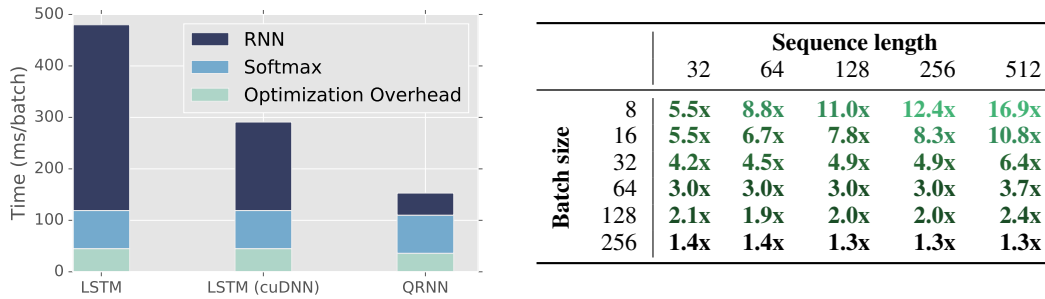 500
400
300
200
100
0
Time (ms/batch)
RNN
Softmax
Optimization Overhead
LSTM LSTM (cuDNN) QRNN
Sequence length
32 64 128 256 512
Batch size
8 5.5x 8.8x 11.0x 12.4x 16.9x
16 5.5x 6.7x 7.8x 8.3x 10.8x
32 4.2x 4.5x 4.9x 4.9x 6.4x
64 3.0x 3.0x 3.0x 3.0x 3.7x
128 2.1x 1.9x 2.0x 2.0x 2.4x
256 1.4x 1.4x 1.3x 1.3x 1.3x